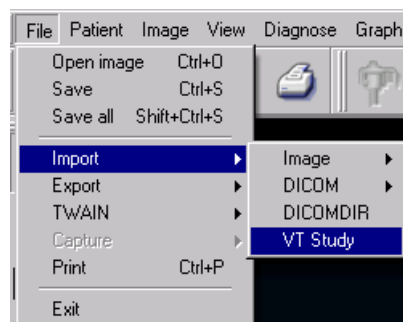 File Patient Image View Diagnose Graph
Open image Ctrl+O
Save Ctrl+S
Save all Shift+Ctrl+S
Import
Export
TWAIN
Capture
Print Ctrl+P
Exit
Image
DICOM
DICOMDIR
VT Study